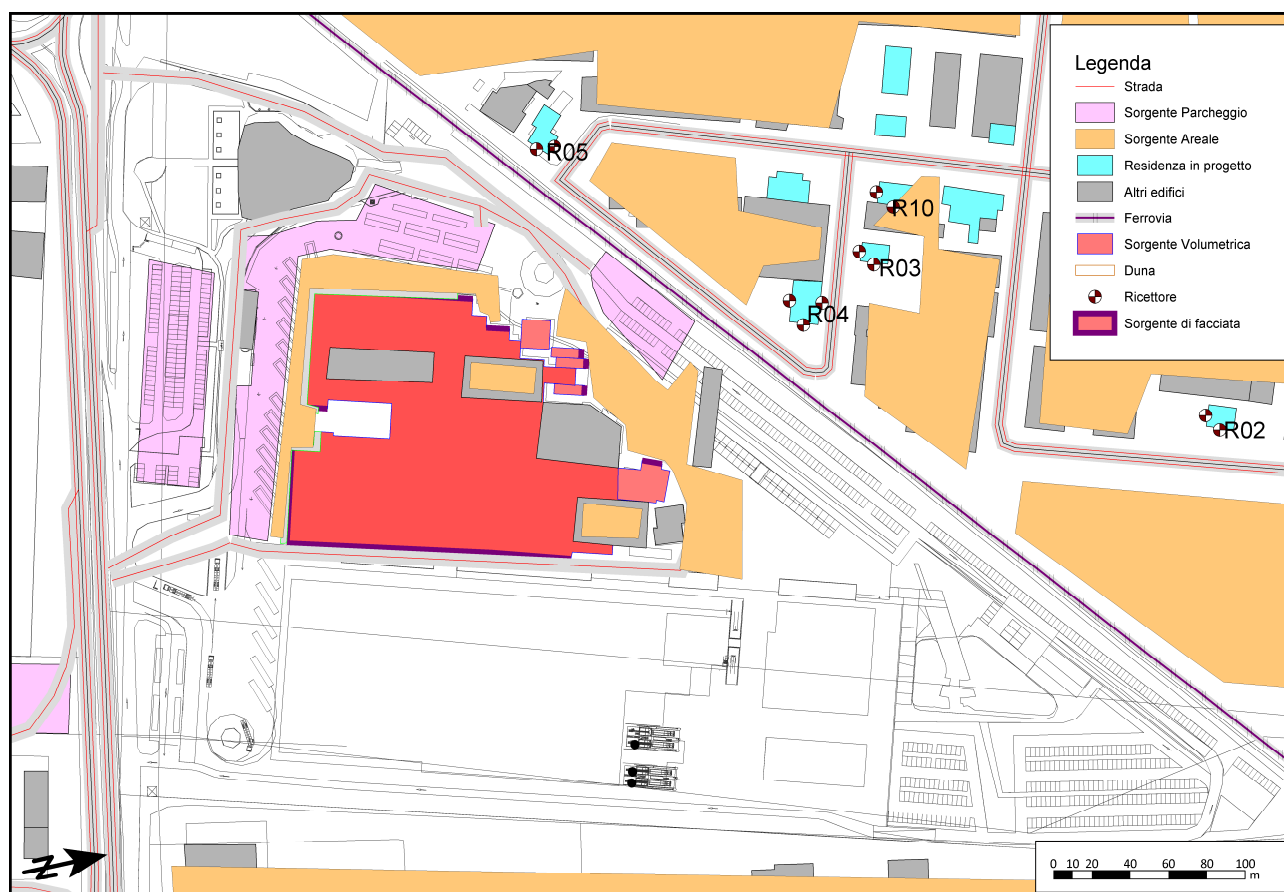 Legenda
Strada
Sorgente Parcheggio
Sorgente Areale
Residenza in progetto
Altri edifici
Ferrovia
Sorgente Volumetrica
Duna
Ricettore
Sorgente di facciata
R05
R10
R03
R04
R02
N
0 10 20 40 60 80 100
m